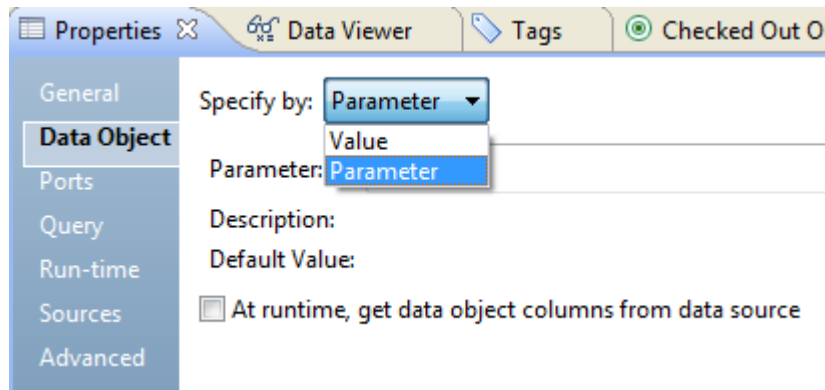 Properties Data Viewer Tags Checked Out O
General
Data Object
Ports
Query
Run-time
Sources
Advanced
Specify by: Parameter
Value
Parameter
Parameter:
Description:
Default Value:
At runtime, get data object columns from data source